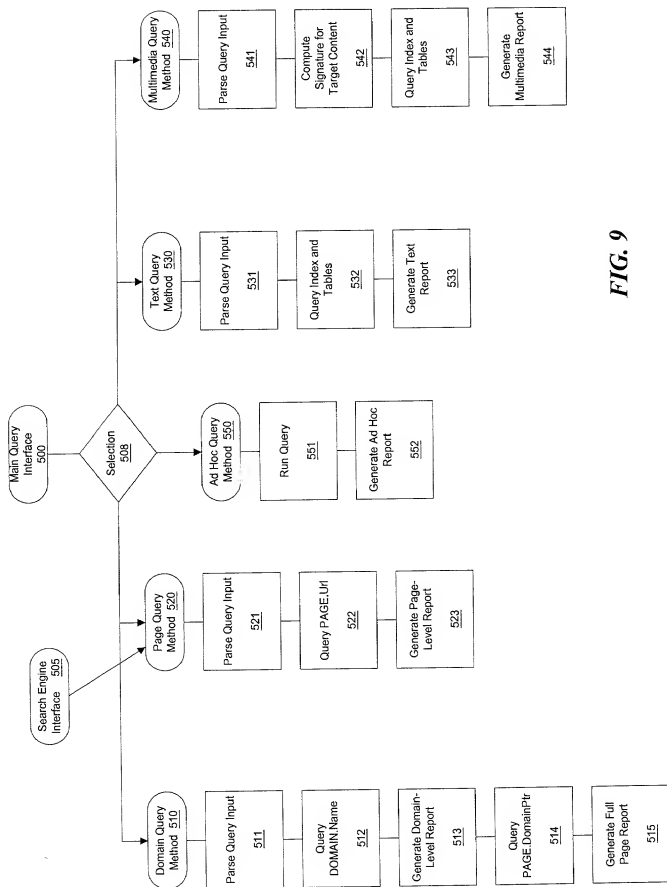 Main Query
Interface 500
Search Engine
Interface 505
Selection
508
Domain Query
Method 510
Parse Query Input
511
Query
DOMAIN.Name
512
Generate Domain-
Level Report
513
Query
PAGE.DomainPtr
514
Generate Full
Page Report
515
Page Query
Method 520
Parse Query Input
521
Query PAGE.Url
522
Generate Page-
Level Report
523
Ad Hoc Query
Method 550
Run Query
551
Generate Ad Hoc
Report
552
Text Query
Method 530
Parse Query Input
531
Query Index and
Tables
532
Generate Text
Report
533
Multimedia Query
Method 540
Parse Query Input
541
Compute
Signature for
Target Content
542
Query Index and
Tables
543
Generate
Multimedia Report
544
FIG. 9